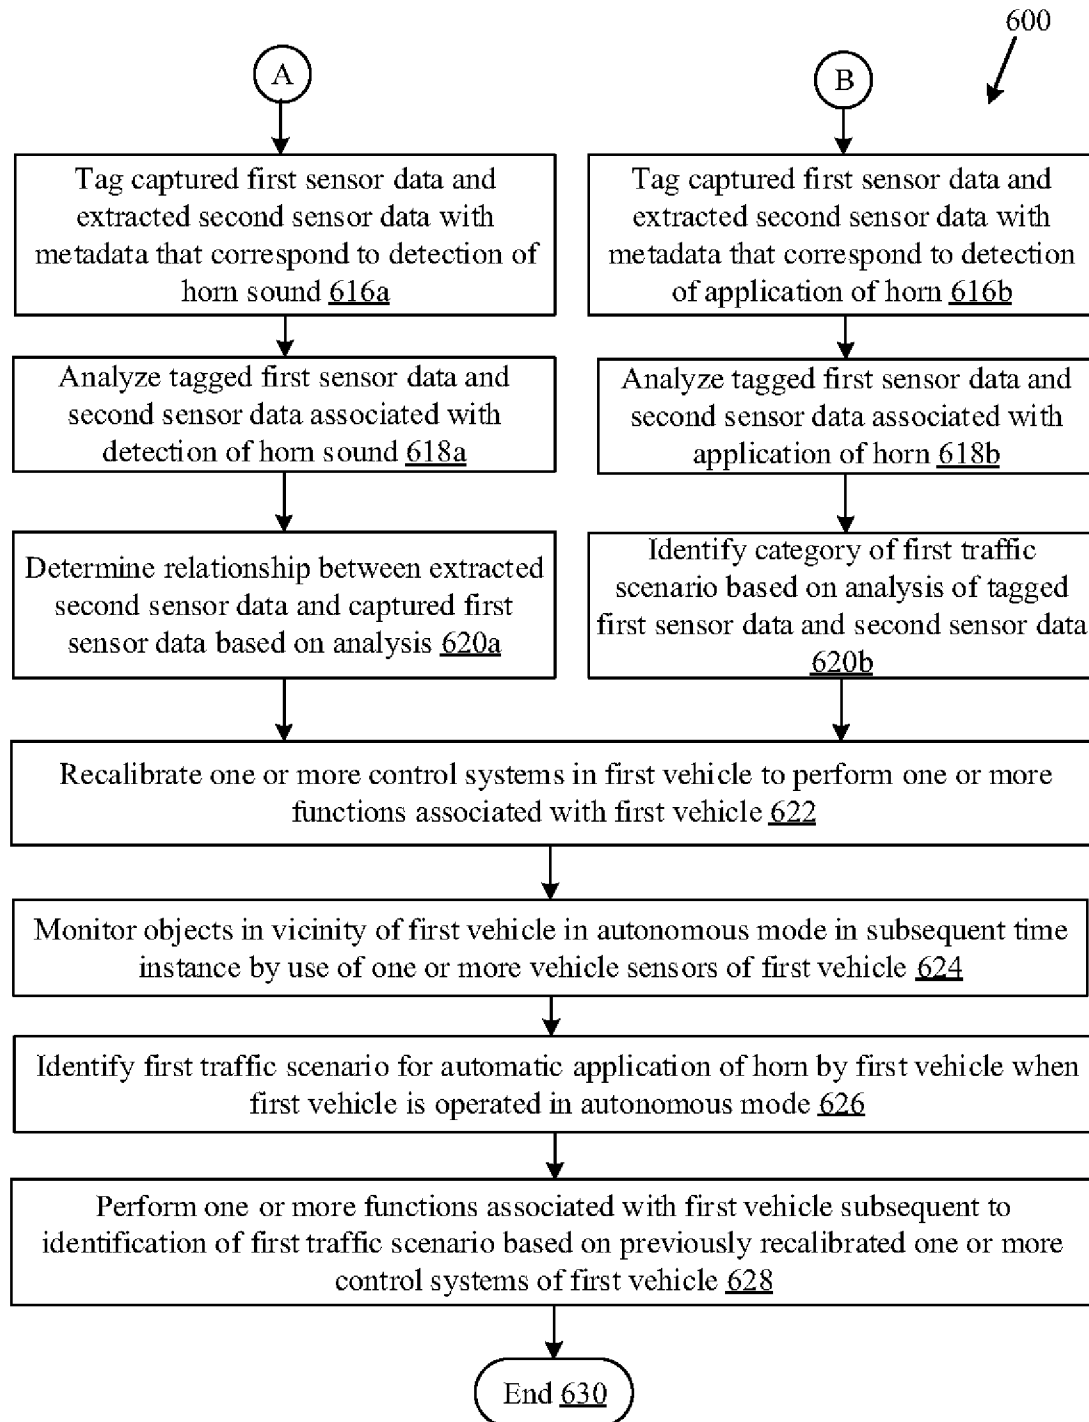 600
A
Tag captured first sensor data and
extracted second sensor data with
metadata that correspond to detection of
horn sound 616a
Analyze tagged first sensor data and
second sensor data associated with
detection of horn sound 618a
Determine relationship between extracted
second sensor data and captured first
sensor data based on analysis 620a
B
Tag captured first sensor data and
extracted second sensor data with
metadata that correspond to detection
of application of horn 616b
Analyze tagged first sensor data and
second sensor data associated with
application of horn 618b
Identify category of first traffic
scenario based on analysis of tagged
first sensor data and second sensor data
620b
Recalibrate one or more control systems in first vehicle to perform one or more
functions associated with first vehicle 622
Monitor objects in vicinity of first vehicle in autonomous mode in subsequent time
instance by use of one or more vehicle sensors of first vehicle 624
Identify first traffic scenario for automatic application of horn by first vehicle when
first vehicle is operated in autonomous mode 626
Perform one or more functions associated with first vehicle subsequent to
identification of first traffic scenario based on previously recalibrated one or more
control systems of first vehicle 628
End 630